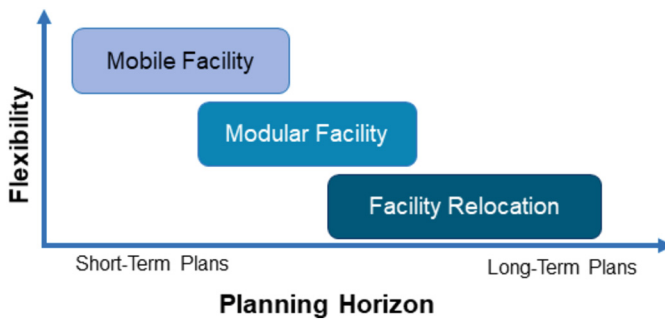 Mobile Facility
Modular Facility
Facility Relocation
Flexibility
Short-Term Plans
Long-Term Plans
Planning Horizon